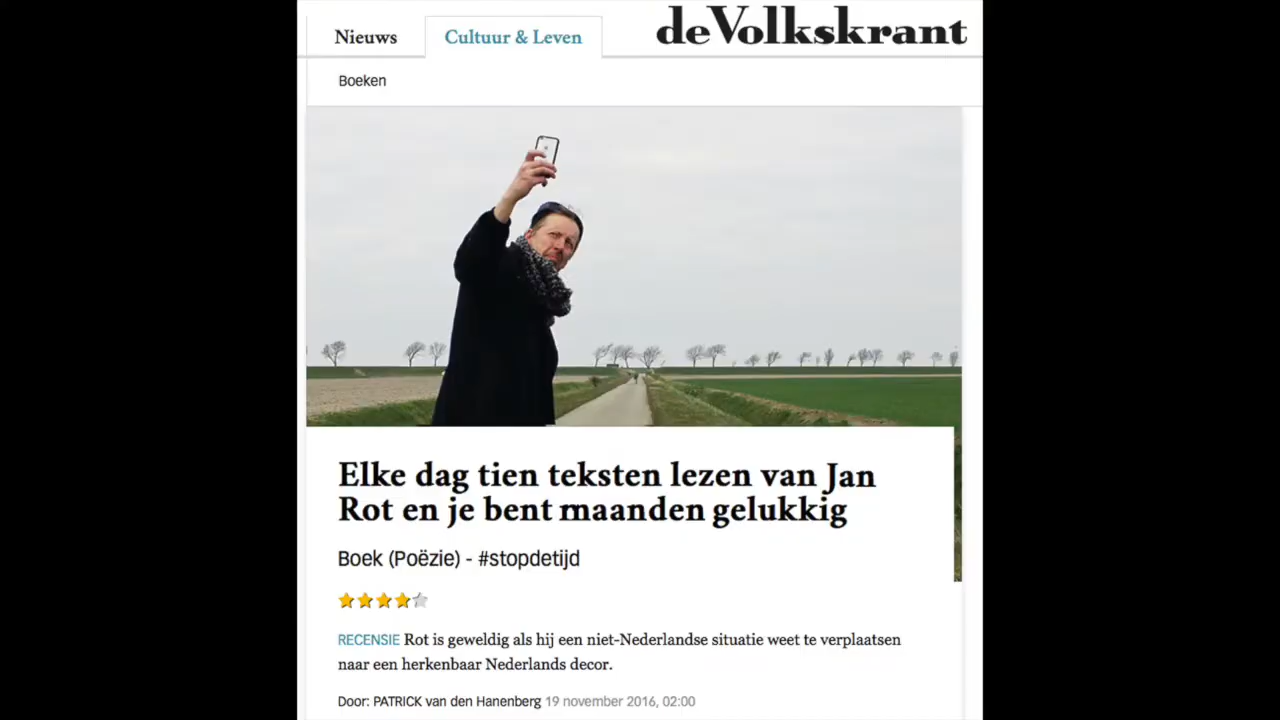 Nieuws
Cultuur & Leven
deVolkskrant
Boeken
Elke dag tien teksten lezen van Jan
Rot en je bent maanden gelukkig
Boek (Poëzie) - #stopdetijd
RECENSIE Rot is geweldig als hij een niet-Nederlandse situatie weet te verplaatsen
naar een herkenbaar Nederlands decor.
Door: PATRICK van den Hanenberg 19 november 2016, 02:00